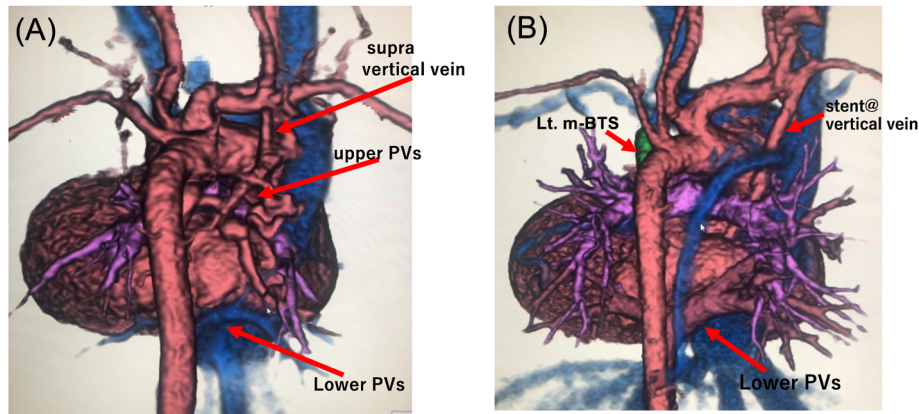 (A)
supra
vertical vein
upper PVs
Lower PVs
(B)
Lt. m-BTS
stent@
vertical vein
Lower PVs